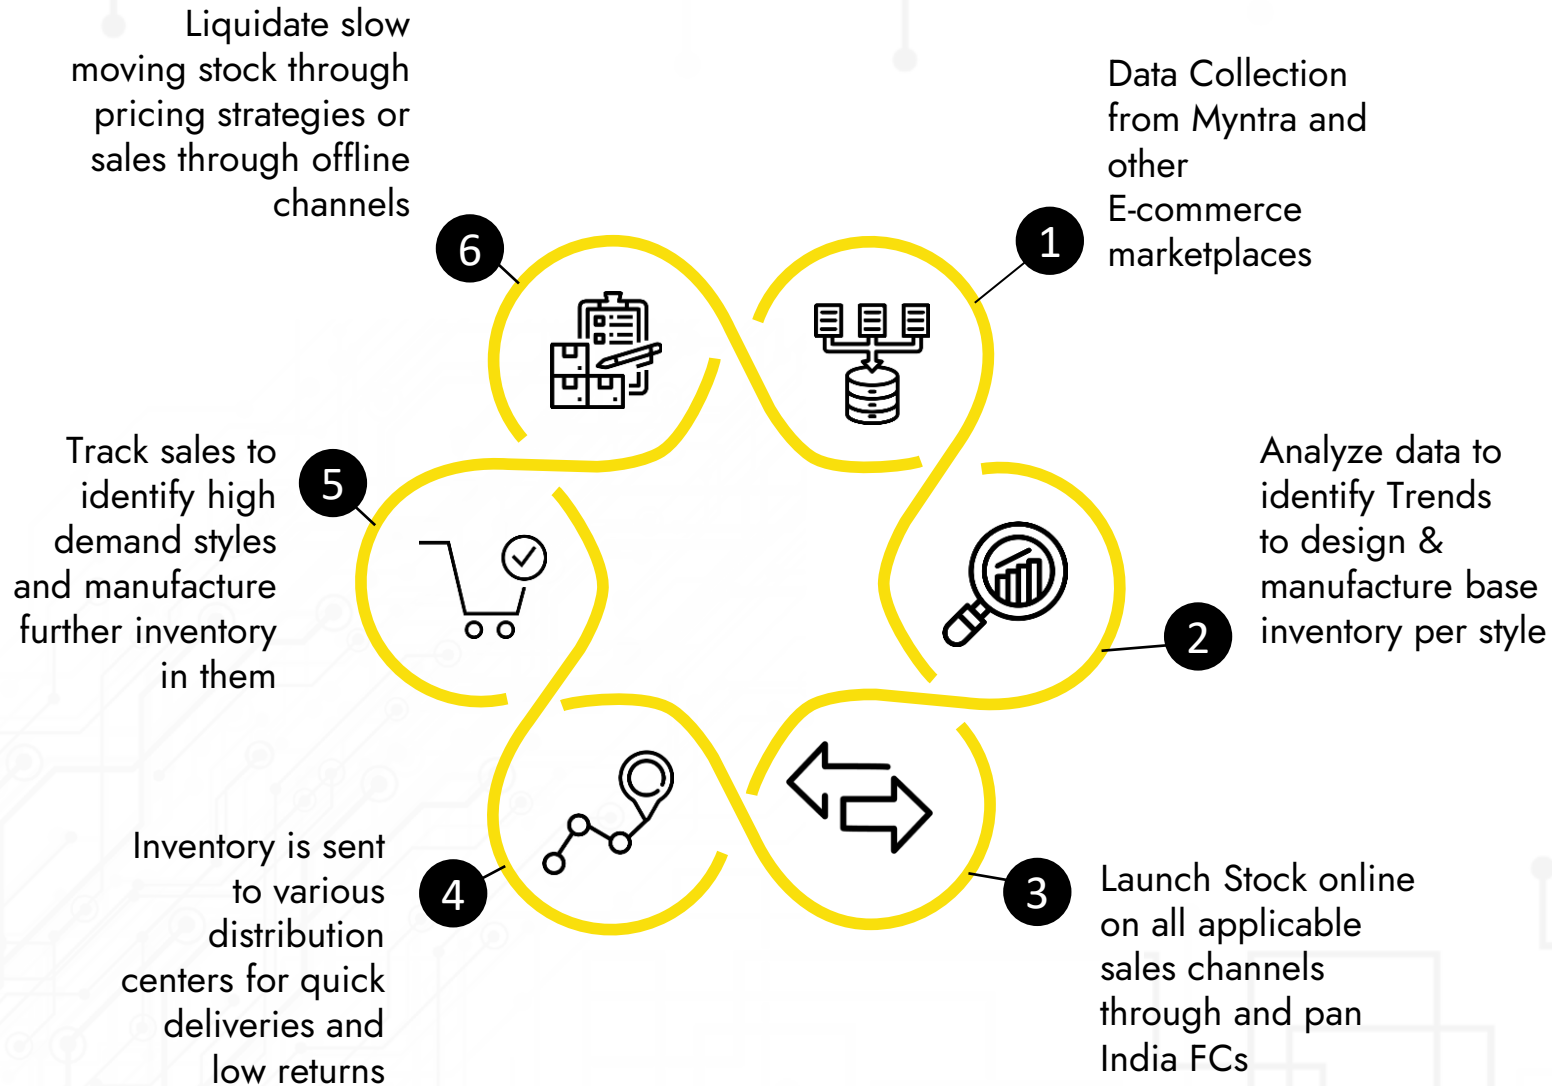 Liquidate slow
moving stock through
pricing strategies or
sales through offline
channels
6
Data Collection
from Myntra and
other
E-commerce
marketplaces
1
Track sales to
identify high
demand styles
and manufacture
further inventory
in them
5
Analyze data to
identify Trends
to design &
manufacture base
inventory per style
2
Inventory is sent
to various
distribution
centers for quick
deliveries and
low returns
4
3
Launch Stock online
on all applicable
sales channels
through and pan
India FCs